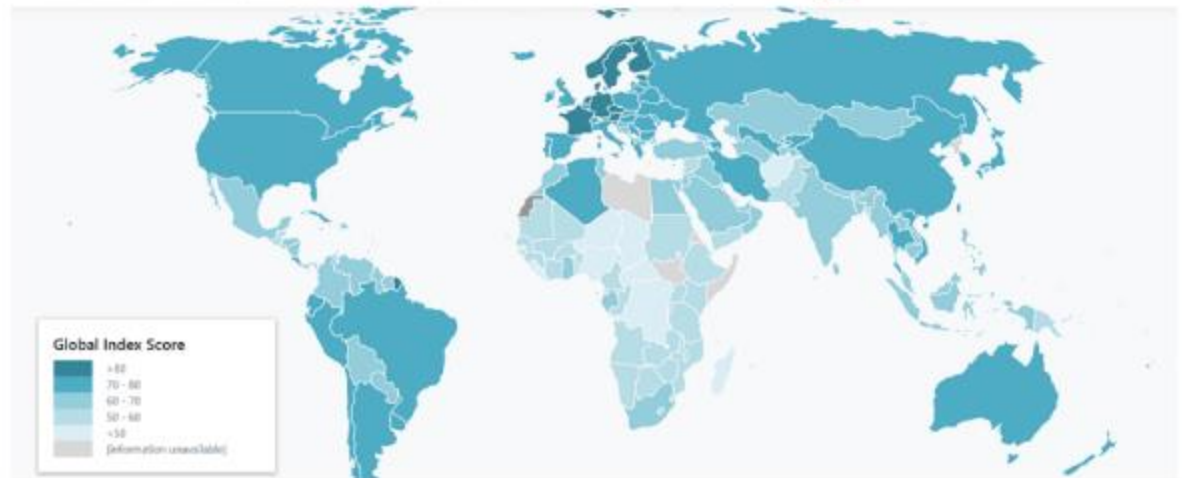 Global Index Score
>80
70 - 80
60 - 70
50 - 60
<50
(information unavailable)